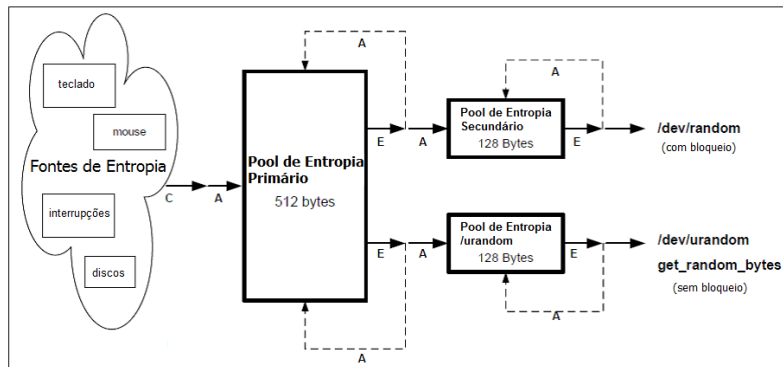 teclado
mouse
Fontes de Entropia
interrupções
discos
C
A
Pool de Entropia
Primário
512 bytes
A
E
A
Pool de Entropia
Secundário
128 Bytes
A
E
/dev/random
(com bloqueio)
E
A
A
Pool de Entropia
/urandom
128 Bytes
E
A
/dev/urandom
get_random_bytes
(sem bloqueio)